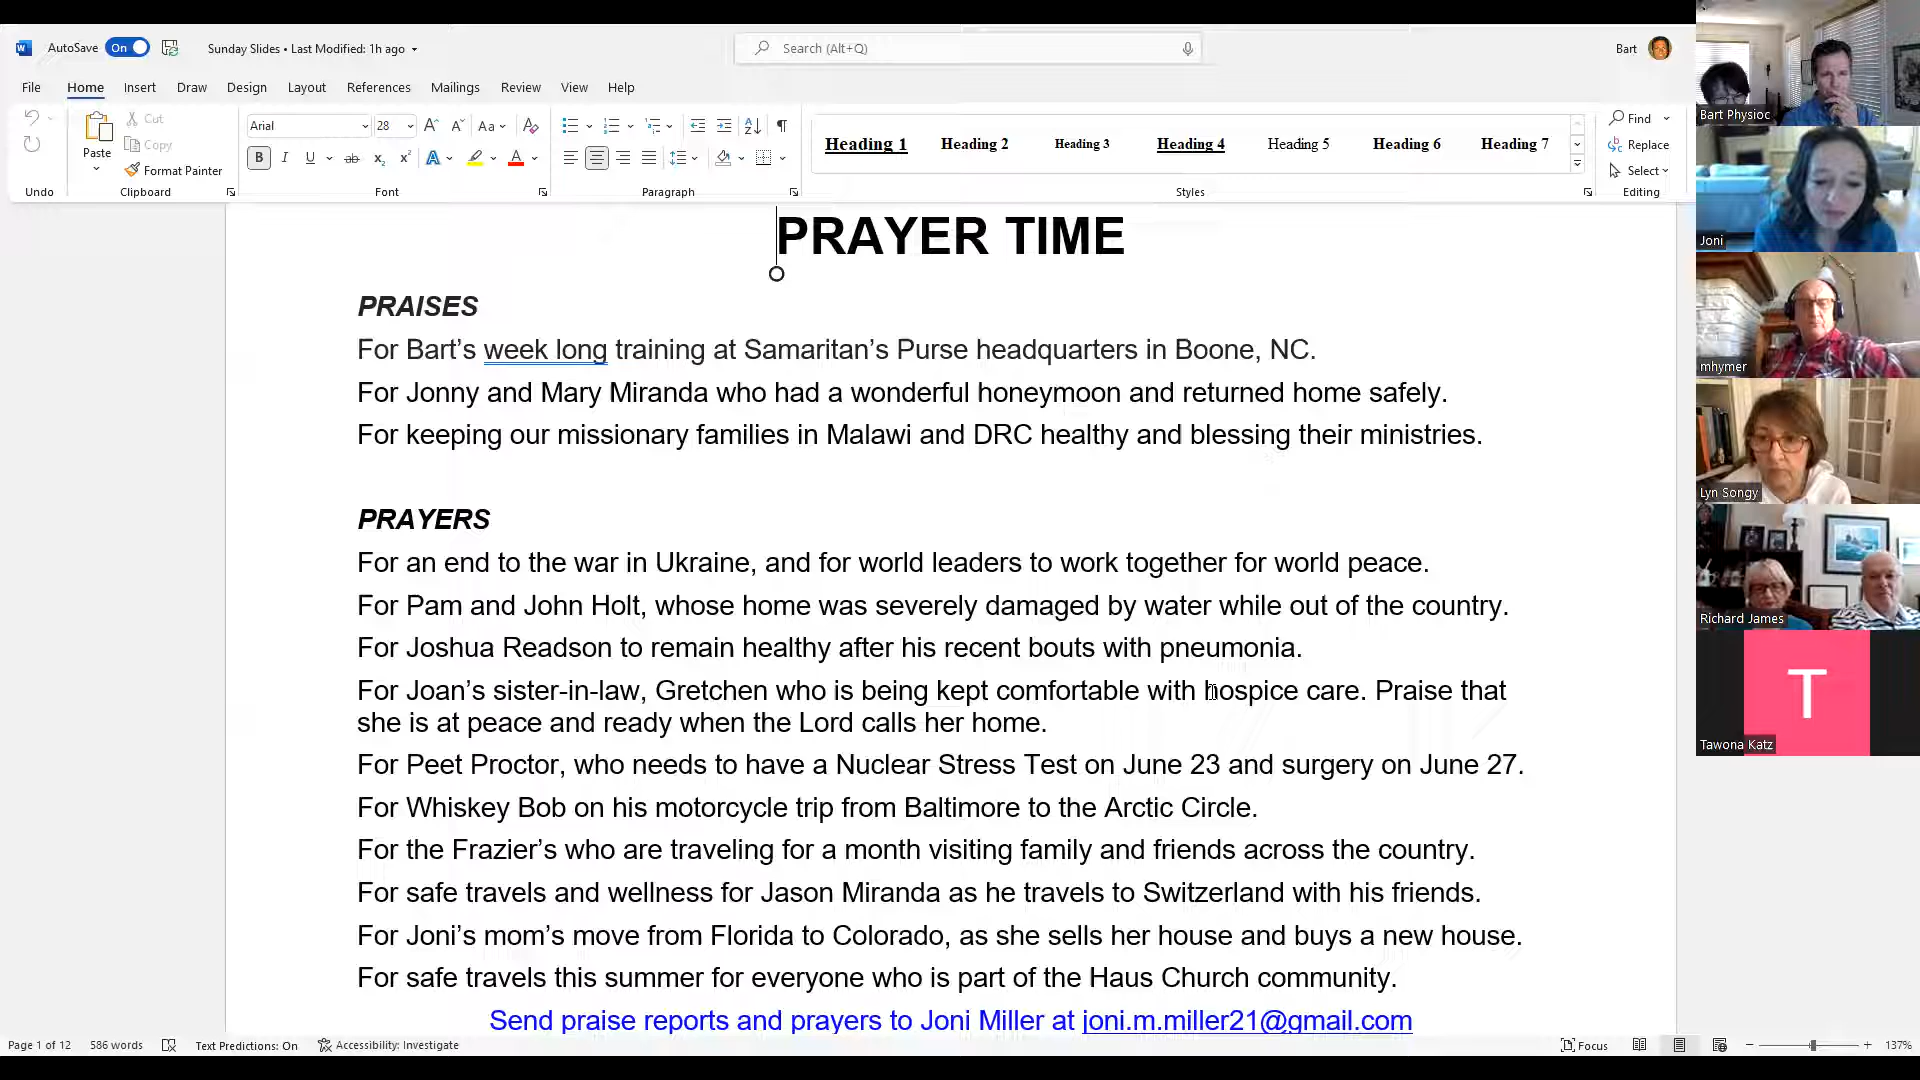 AutoSave On Sunday Slides • Last Modified: 1h ago Search (Alt+Q) Bart
File Home Insert Draw Design Layout References Mailings Review View Help
Paste Cut Copy Format Painter
Arial 28 Aa
B I U ab x₂ x² A A
Heading 1 Heading 2 Heading 3 Heading 4 Heading 5 Heading 6 Heading 7
Find Replace Select
Undo Clipboard Font Paragraph Styles Editing
PRAYER TIME
PRAISES
For Bart’s week long training at Samaritan’s Purse headquarters in Boone, NC.
For Jonny and Mary Miranda who had a wonderful honeymoon and returned home safely.
For keeping our missionary families in Malawi and DRC healthy and blessing their ministries.
PRAYERS
For an end to the war in Ukraine, and for world leaders to work together for world peace.
For Pam and John Holt, whose home was severely damaged by water while out of the country.
For Joshua Readson to remain healthy after his recent bouts with pneumonia.
For Joan’s sister-in-law, Gretchen who is being kept comfortable with hospice care. Praise that
she is at peace and ready when the Lord calls her home.
For Peet Proctor, who needs to have a Nuclear Stress Test on June 23 and surgery on June 27.
For Whiskey Bob on his motorcycle trip from Baltimore to the Arctic Circle.
For the Frazier’s who are traveling for a month visiting family and friends across the country.
For safe travels and wellness for Jason Miranda as he travels to Switzerland with his friends.
For Joni’s mom’s move from Florida to Colorado, as she sells her house and buys a new house.
For safe travels this summer for everyone who is part of the Haus Church community.
Send praise reports and prayers to Joni Miller at joni.m.miller21@gmail.com
Page 1 of 12 586 words Text Predictions: On Accessibility: Investigate Focus 137%
Bart Physioc
Joni
mhymer
Lyn Songy
Richard James
T
Tawona Katz